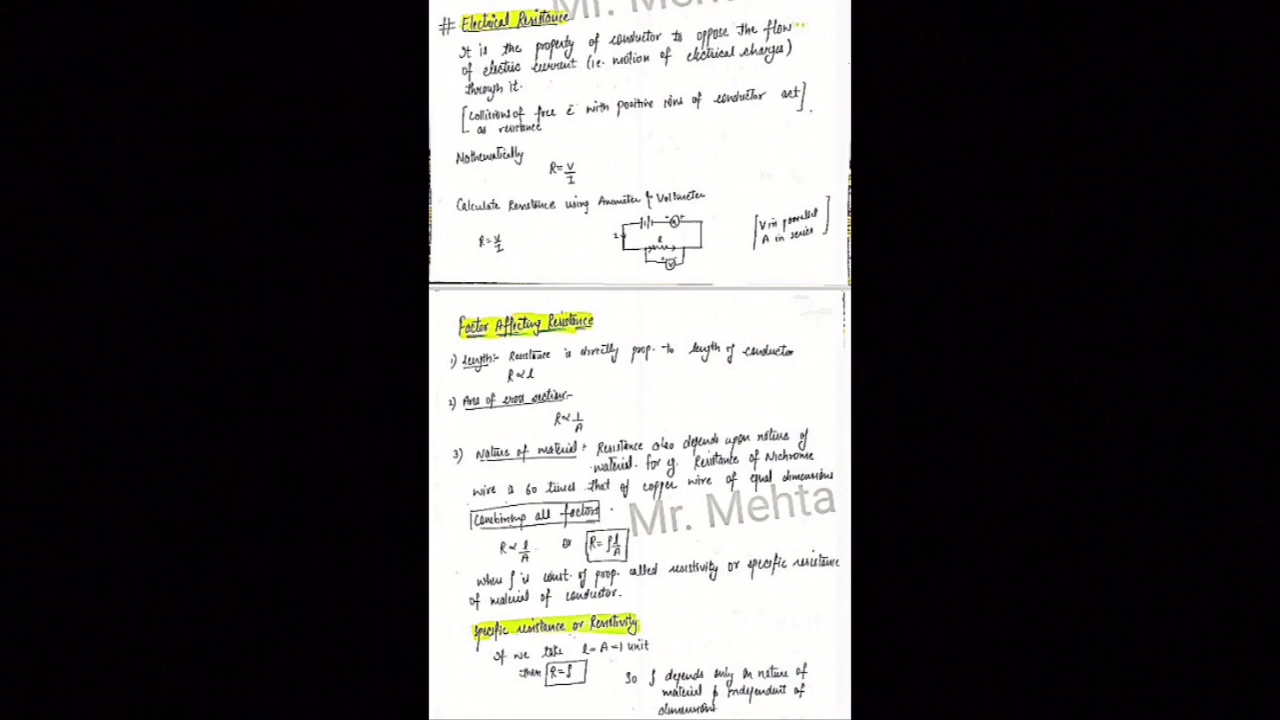 Mr. Mehta
# Electrical Resistance
It is the property of conductor to oppose the flow
of electric current (i.e. motion of electrical charges)
through it.
[Collisions of free e⁻ with positive ions of conductor act]
as resistance
Mathematically
R = V/I
Calculate Resistance using Ammeter & Voltmeter
R = V/I
I
A
R
V
[V in parallel
A in series]
Factor Affecting Resistance
1) Length:- Resistance is directly prop. to length of conductor
R ∝ l
2) Area of cross section:-
R ∝ 1/A
3) Nature of material:- Resistance also depends upon nature of
material. for eg. Resistance of Nichrome
wire is 60 times that of copper wire of equal dimensions
Combining all factors
Mr. Mehta
R ∝ l/A or R = ρl/A
where ρ is const. of prop. called resistivity or specific resistance
of material of conductor.
Specific resistance or Resistivity
If we take l = A = 1 unit
then R = ρ
So ρ depends only on nature of
material & independent of
dimensions